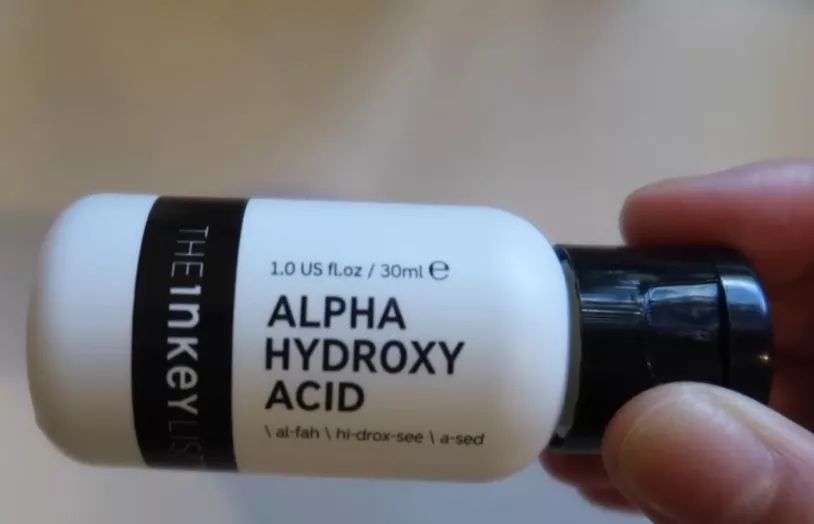 THE INKEY LIST
1.0 US fl.oz / 30ml ℮
ALPHA
HYDROXY
ACID
\ al-fah \ hi-drox-see \ a-sed